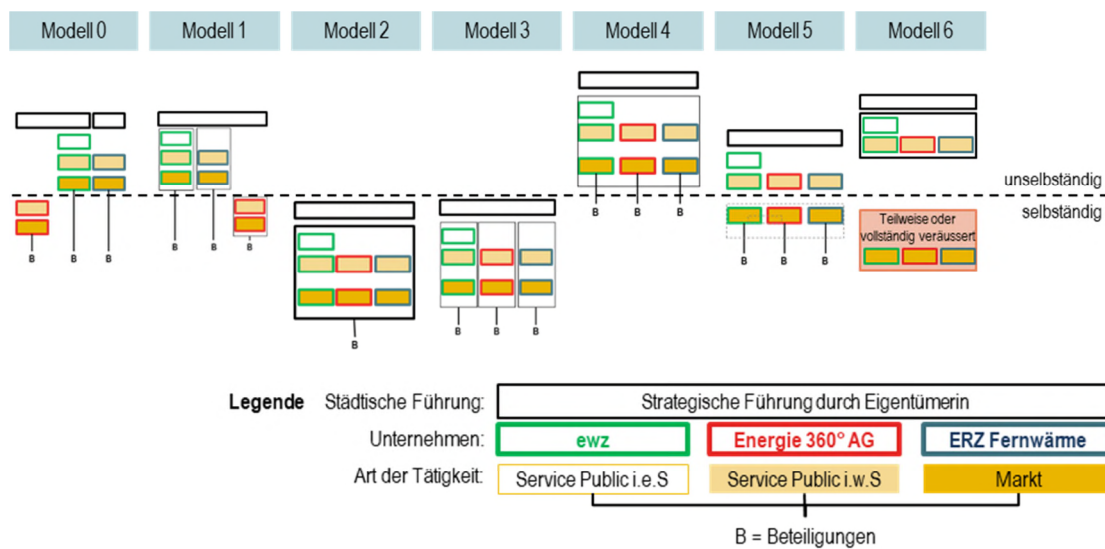 Modell 0 Modell 1 Modell 2 Modell 3 Modell 4 Modell 5 Modell 6
unselbständig
selbständig
B B B
B B B
B
B B B
B B B
B B B
Teilweise oder
vollständig veräussert
Legende Städtische Führung: Strategische Führung durch Eigentümerin
Unternehmen: ewz Energie 360° AG ERZ Fernwärme
Art der Tätigkeit: Service Public i.e.S Service Public i.w.S Markt
B = Beteiligungen